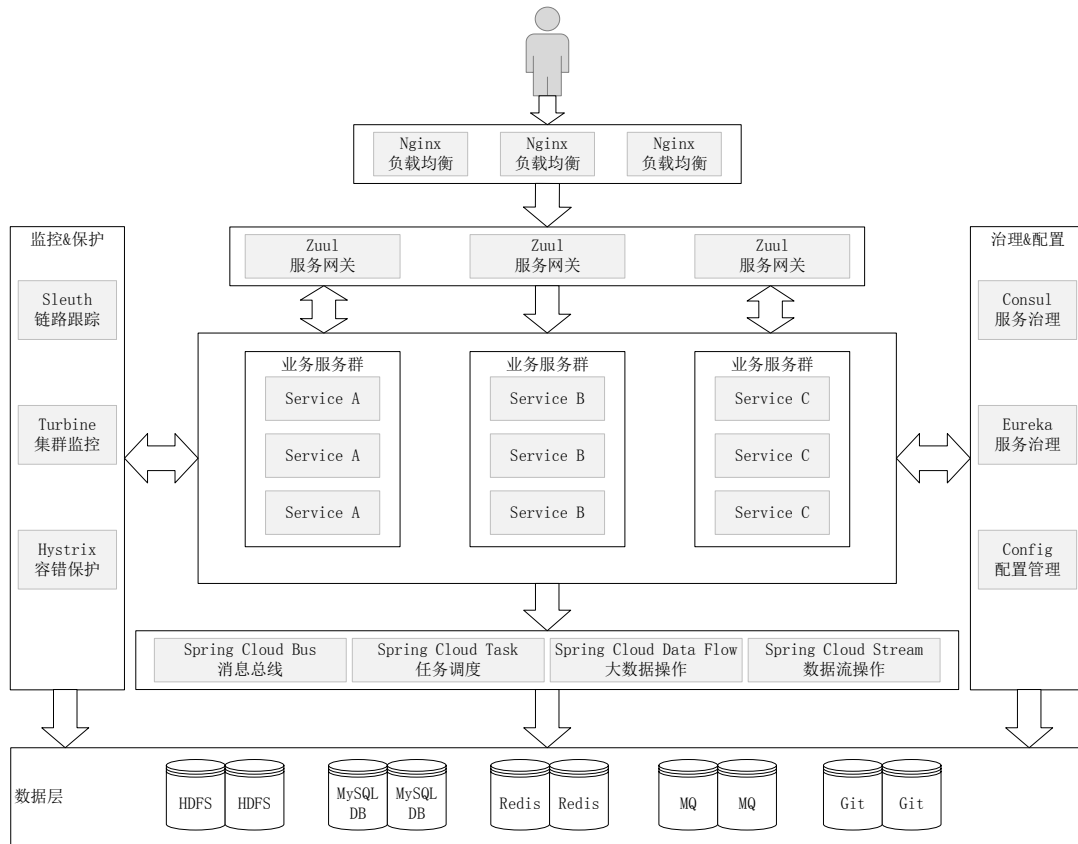 Nginx
负载均衡
Nginx
负载均衡
Nginx
负载均衡
监控&保护
Sleuth
链路跟踪
Turbine
集群监控
Hystrix
容错保护
Zuul
服务网关
Zuul
服务网关
Zuul
服务网关
业务服务群
Service A
Service A
Service A
业务服务群
Service B
Service B
Service B
业务服务群
Service C
Service C
Service C
治理&配置
Consul
服务治理
Eureka
服务治理
Config
配置管理
Spring Cloud Bus
消息总线
Spring Cloud Task
任务调度
Spring Cloud Data Flow
大数据操作
Spring Cloud Stream
数据流操作
数据层
HDFS
HDFS
MySQL
DB
MySQL
DB
Redis
Redis
MQ
MQ
Git
Git